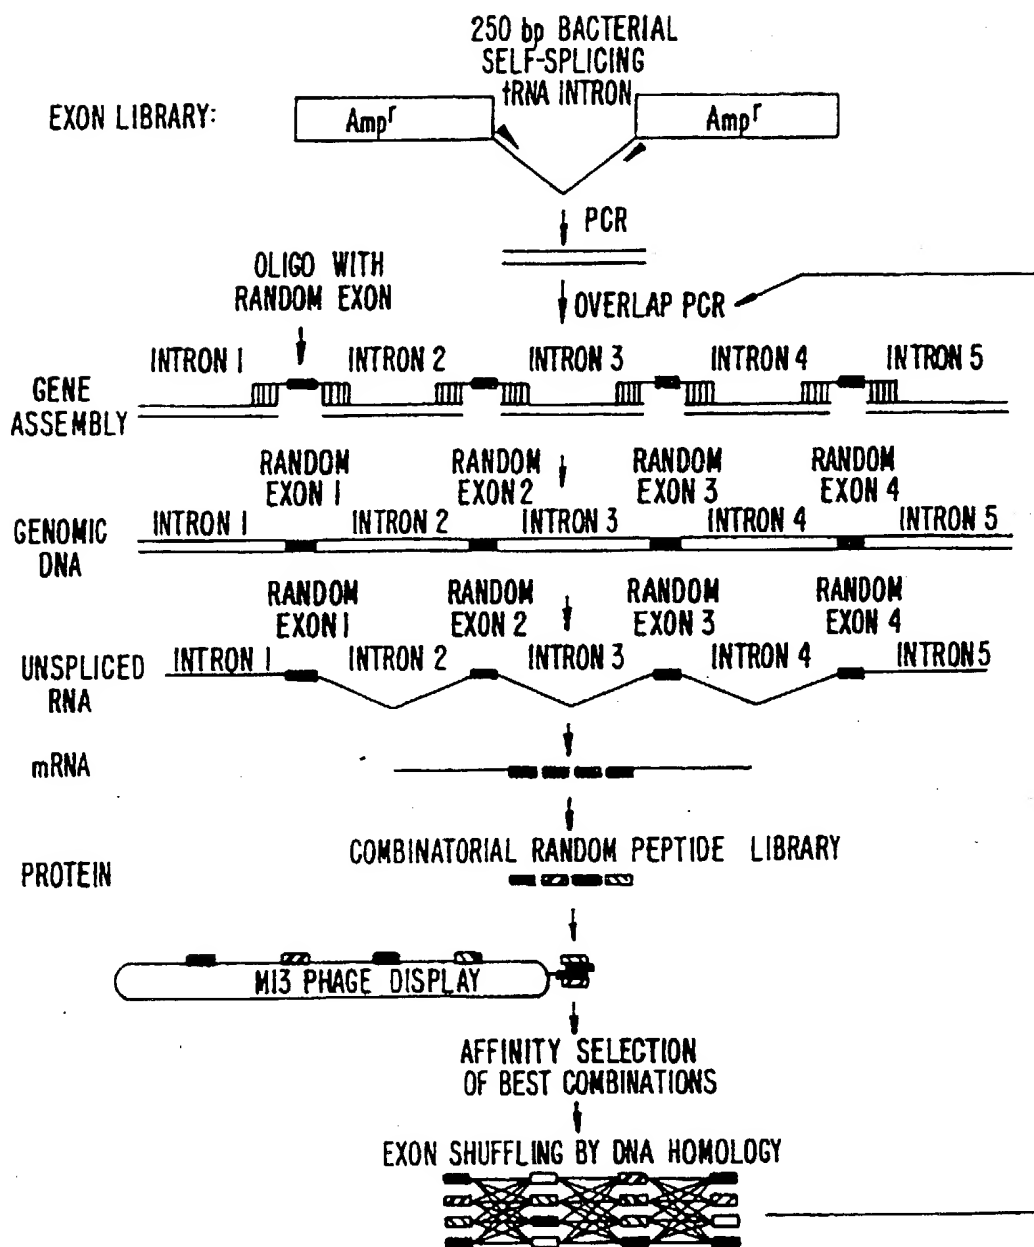 250 bp BACTERIAL
SELF-SPLICING
tRNA INTRON
EXON LIBRARY:
Ampr
Ampr
PCR
OLIGO WITH
RANDOM EXON
OVERLAP PCR
INTRON 1
INTRON 2
INTRON 3
INTRON 4
INTRON 5
GENE
ASSEMBLY
RANDOM
EXON 1
RANDOM
EXON 2
RANDOM
EXON 3
RANDOM
EXON 4
GENOMIC
DNA
INTRON 1
INTRON 2
INTRON 3
INTRON 4
INTRON 5
RANDOM
EXON 1
RANDOM
EXON 2
RANDOM
EXON 3
RANDOM
EXON 4
UNSPLICED
RNA
INTRON 1
INTRON 2
INTRON 3
INTRON 4
INTRON 5
mRNA
COMBINATORIAL RANDOM PEPTIDE LIBRARY
PROTEIN
M13 PHAGE DISPLAY
AFFINITY SELECTION
OF BEST COMBINATIONS
EXON SHUFFLING BY DNA HOMOLOGY